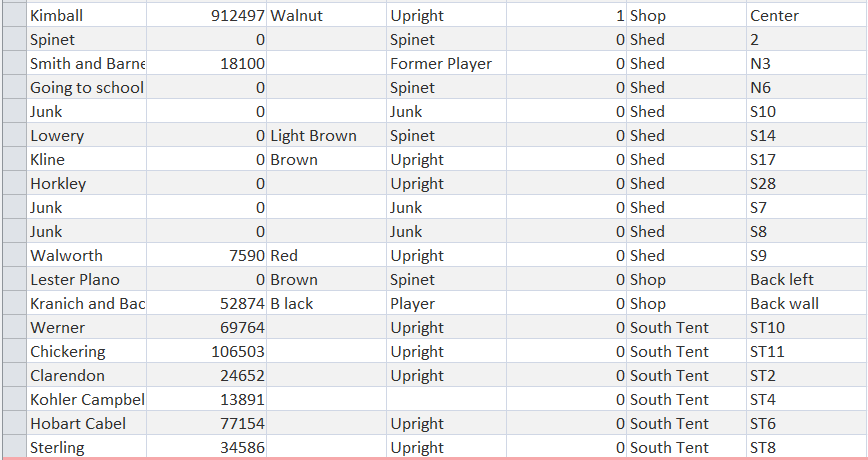 Kimball 912497 Walnut Upright 1 Shop Center
Spinet 0 Spinet 0 Shed 2
Smith and Barne 18100 Former Player 0 Shed N3
Going to school 0 Spinet 0 Shed N6
Junk 0 Junk 0 Shed S10
Lowery 0 Light Brown Spinet 0 Shed S14
Kline 0 Brown Upright 0 Shed S17
Horkley 0 Upright 0 Shed S28
Junk 0 Junk 0 Shed S7
Junk 0 Junk 0 Shed S8
Walworth 7590 Red Upright 0 Shed S9
Lester Plano 0 Brown Spinet 0 Shop Back left
Kranich and Bac 52874 B lack Player 0 Shop Back wall
Werner 69764 Upright 0 South Tent ST10
Chickering 106503 Upright 0 South Tent ST11
Clarendon 24652 Upright 0 South Tent ST2
Kohler Campbel 13891 0 South Tent ST4
Hobart Cabel 77154 Upright 0 South Tent ST6
Sterling 34586 Upright 0 South Tent ST8